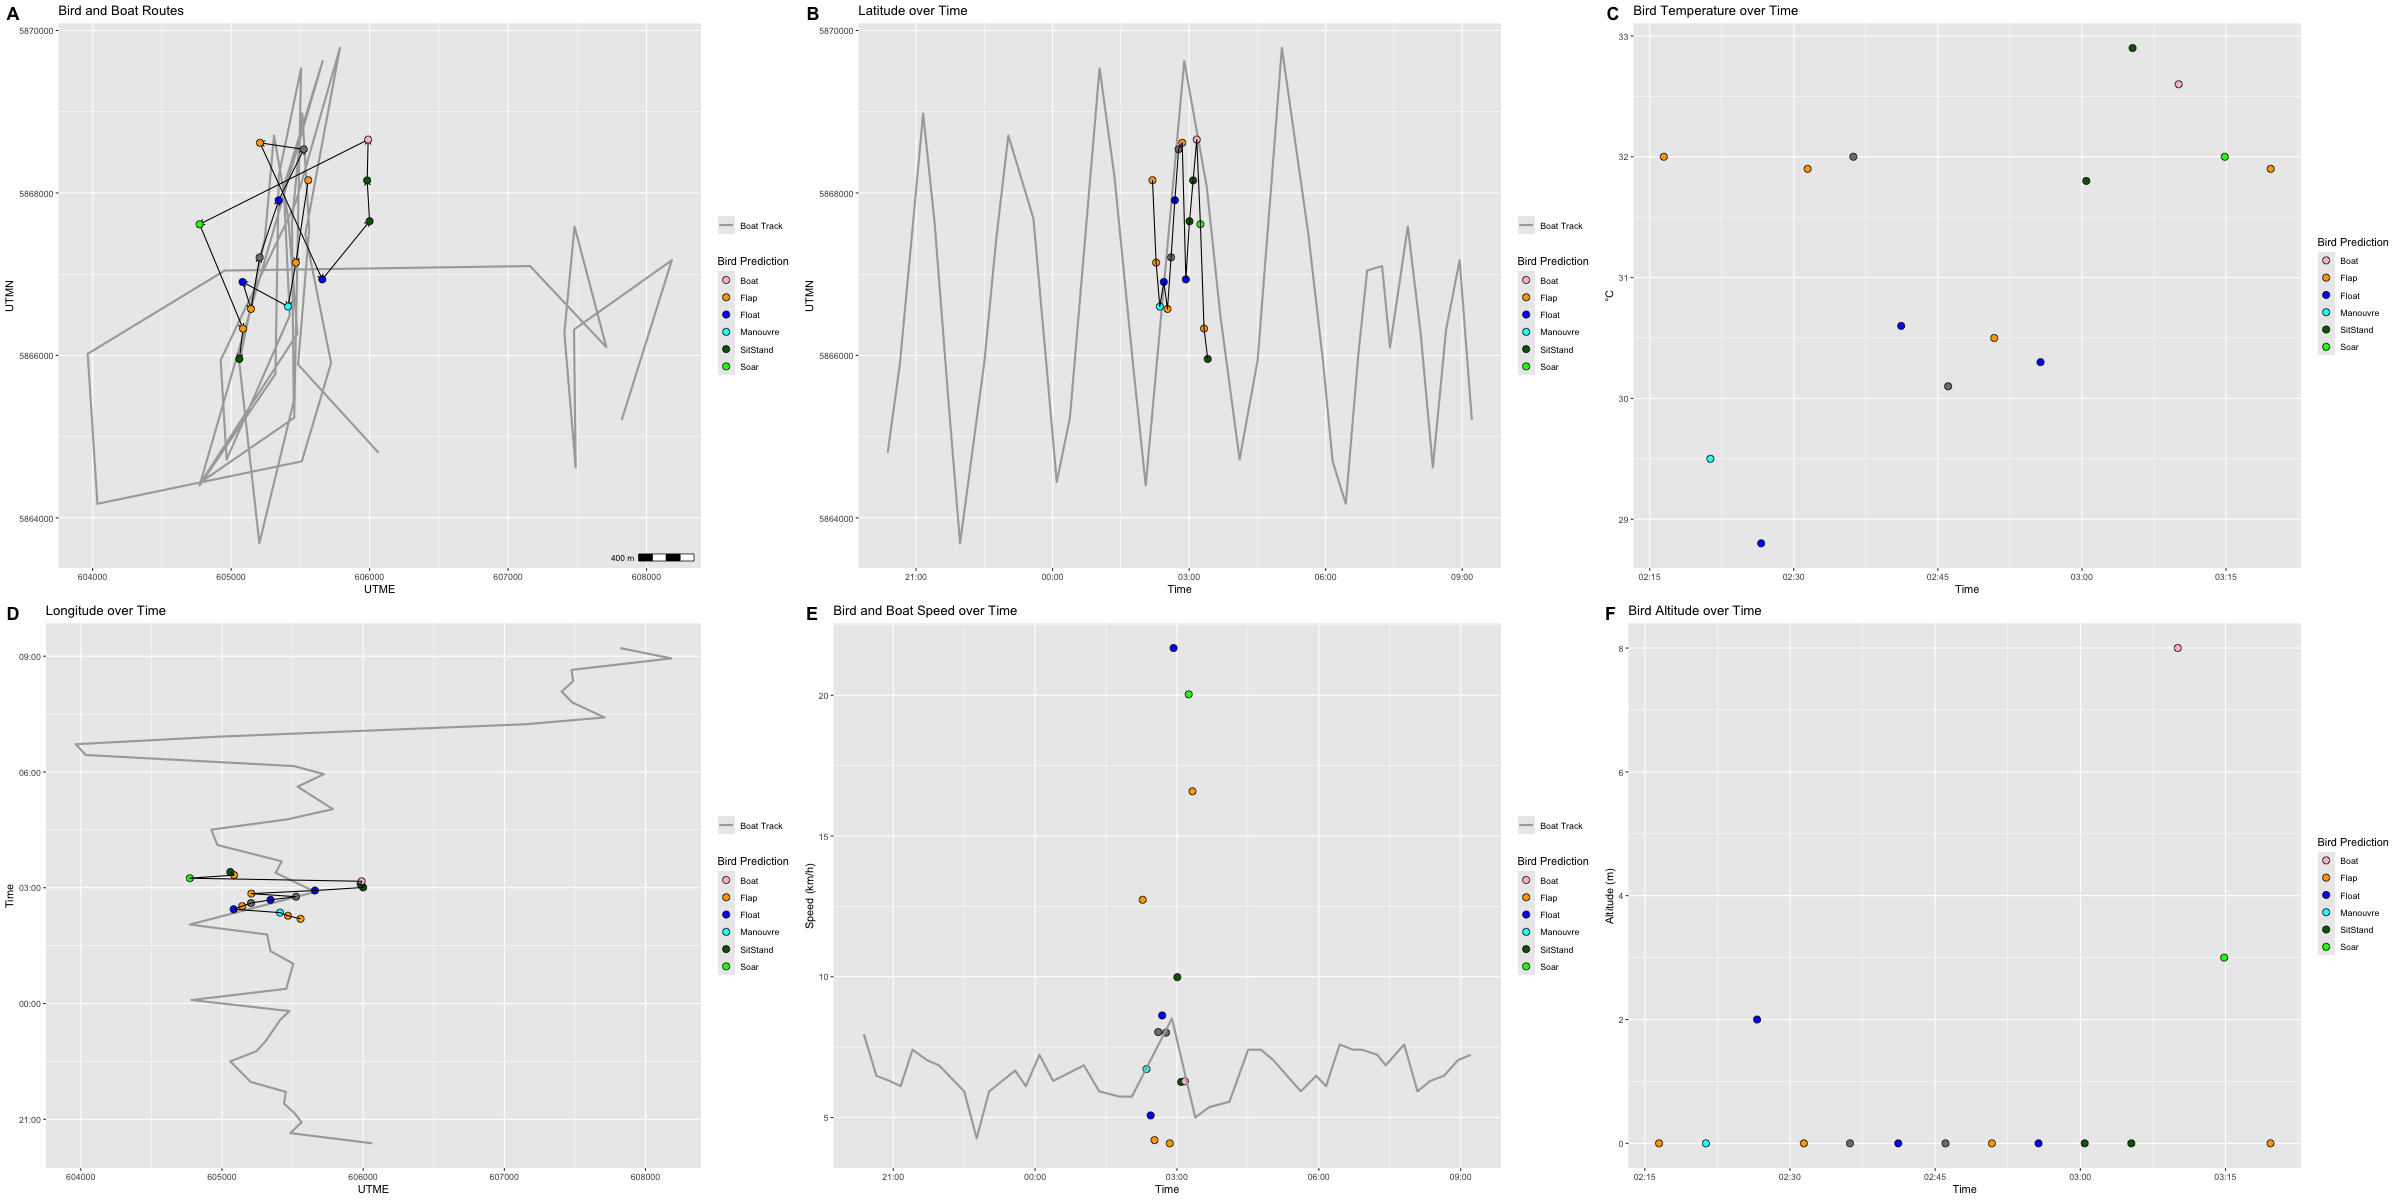 A Bird and Boat Routes
5870000
5868000
5866000
5864000
UTMN
604000 605000 606000 607000 608000
UTME
400 m
Boat Track
Bird Prediction
Boat
Flap
Float
Manouvre
SitStand
Soar
B Latitude over Time
5870000
5868000
5866000
5864000
UTMN
21:00 00:00 03:00 06:00 09:00
Time
Boat Track
Bird Prediction
Boat
Flap
Float
Manouvre
SitStand
Soar
C Bird Temperature over Time
33
32
31
30
29
°C
02:15 02:30 02:45 03:00 03:15
Time
Bird Prediction
Boat
Flap
Float
Manouvre
SitStand
Soar
D Longitude over Time
09:00
06:00
03:00
00:00
21:00
Time
604000 605000 606000 607000 608000
UTME
Boat Track
Bird Prediction
Boat
Flap
Float
Manouvre
SitStand
Soar
E Bird and Boat Speed over Time
20
15
10
5
Speed (km/h)
21:00 00:00 03:00 06:00 09:00
Time
Boat Track
Bird Prediction
Boat
Flap
Float
Manouvre
SitStand
Soar
F Bird Altitude over Time
8
6
4
2
0
Altitude (m)
02:15 02:30 02:45 03:00 03:15
Time
Bird Prediction
Boat
Flap
Float
Manouvre
SitStand
Soar